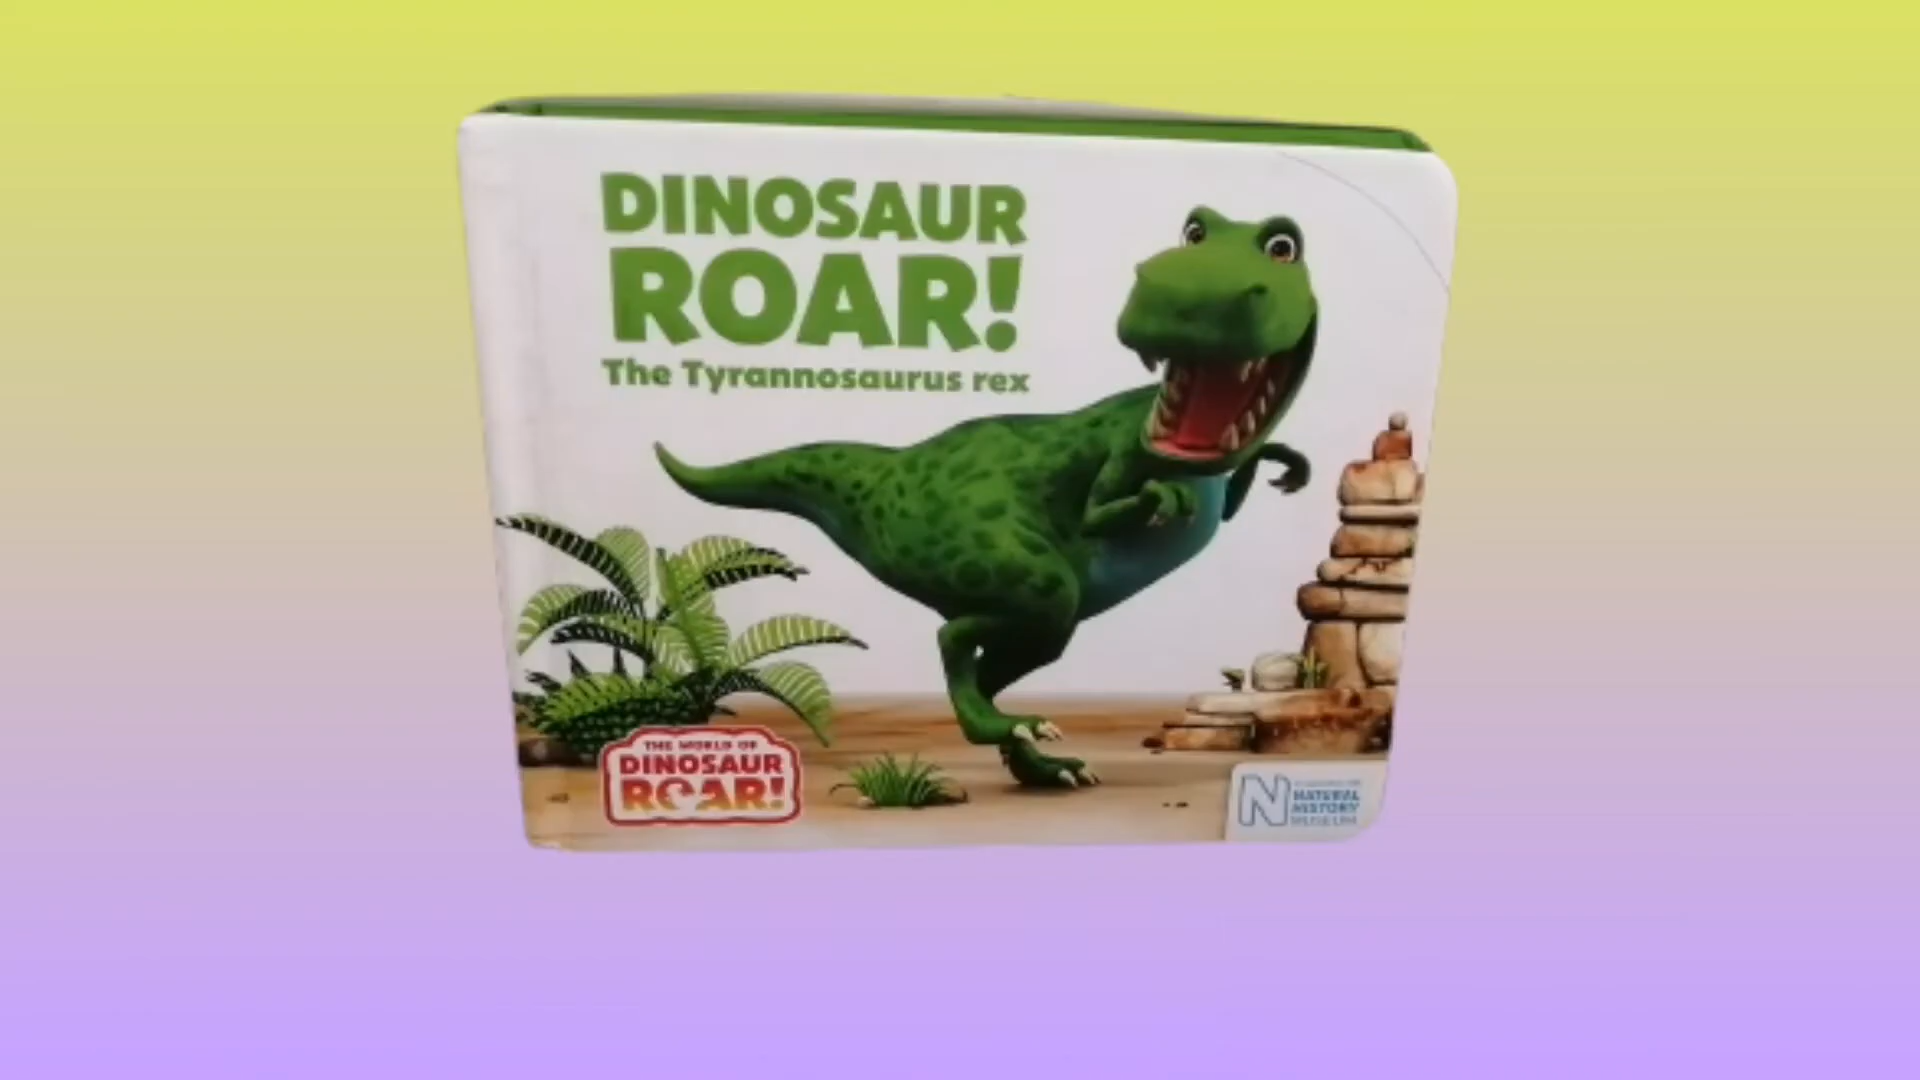 DINOSAUR
ROAR!
The Tyrannosaurus rex
THE WORLD OF
DINOSAUR
ROAR!
N
NATURAL
HISTORY
MUSEUM